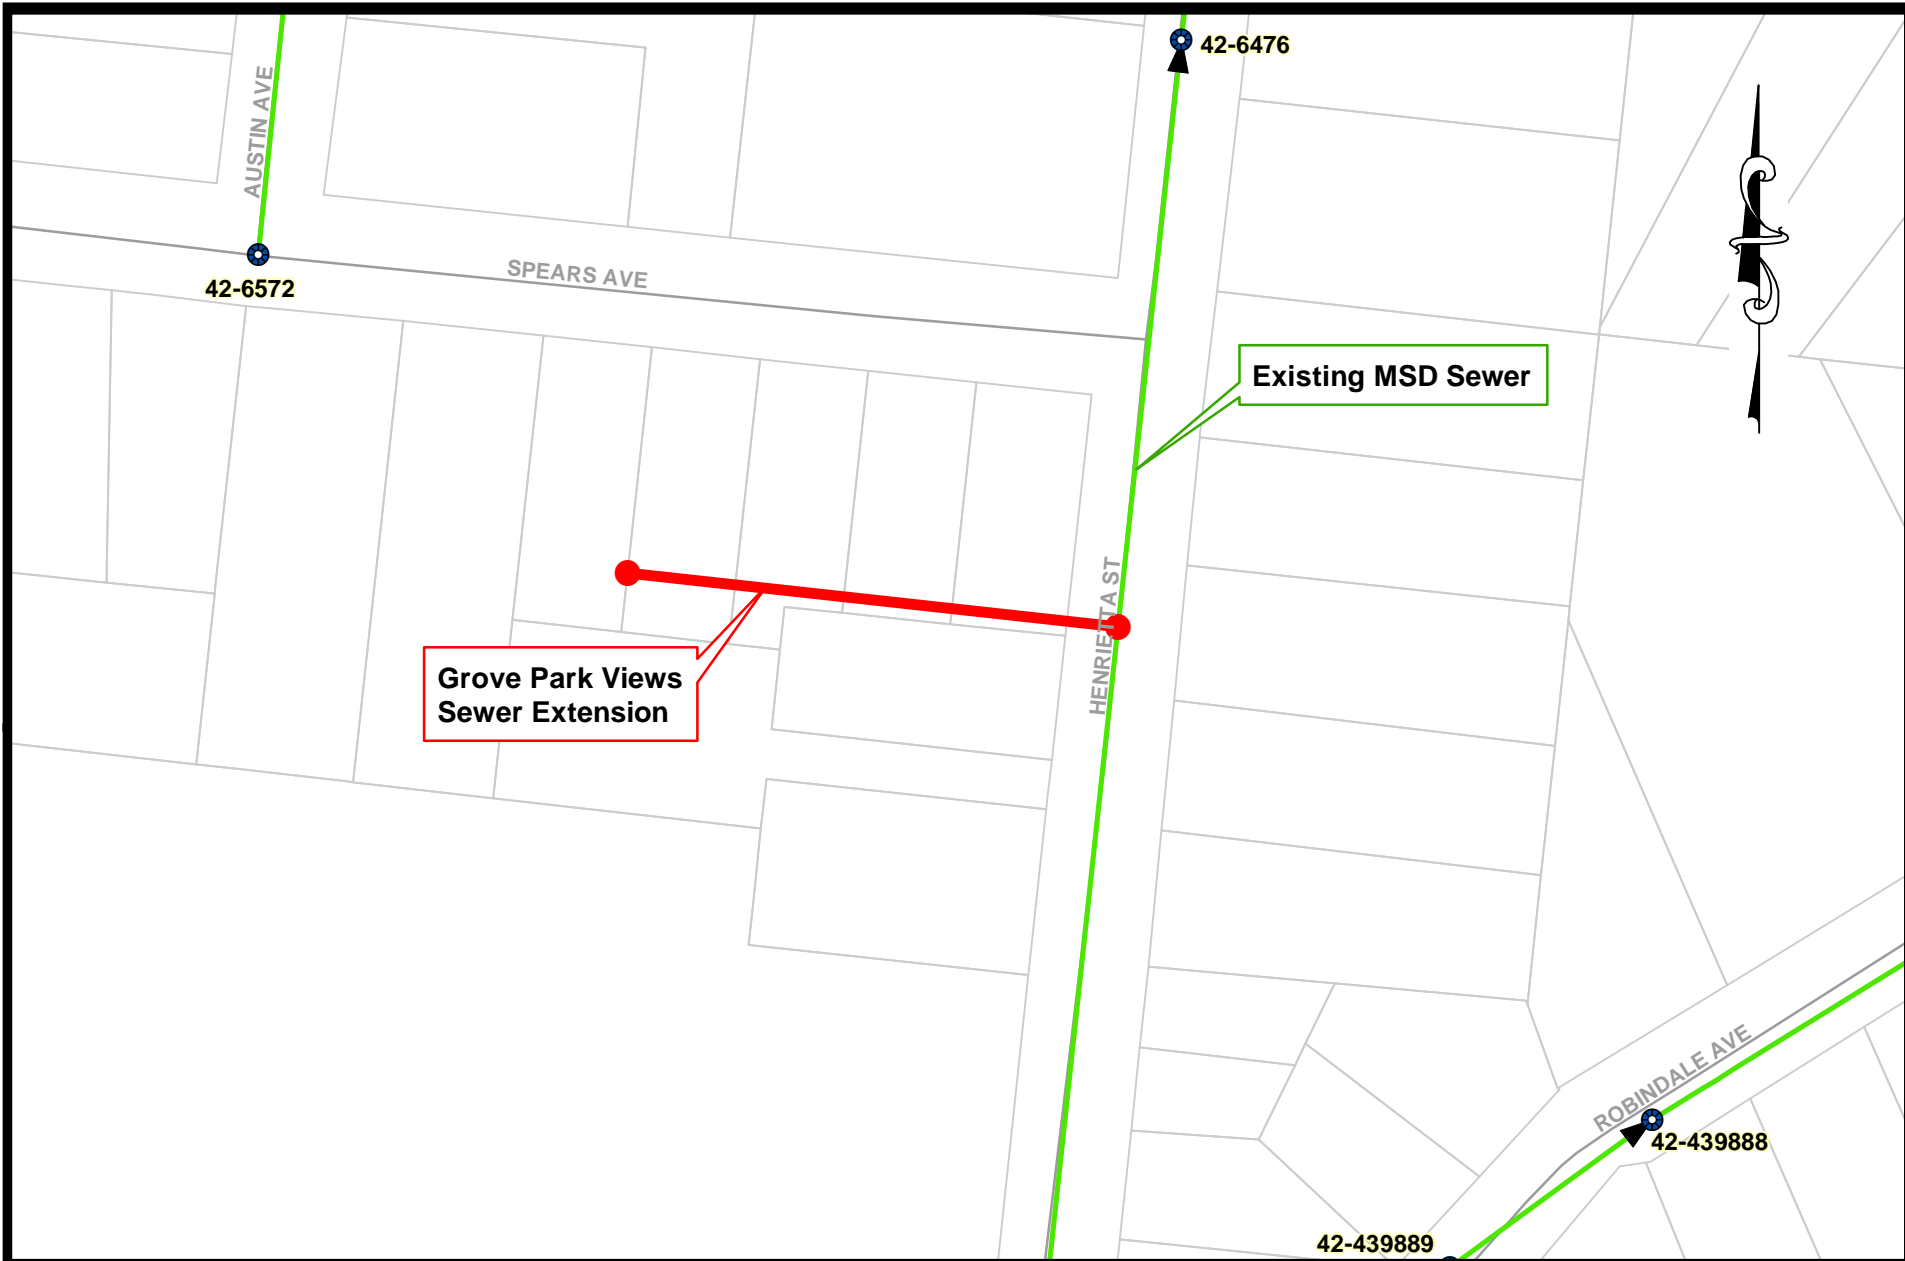 42-6476
AUSTIN AVE
SPEARS AVE
42-6572
Existing MSD Sewer
HENRIETTA ST
Grove Park Views
Sewer Extension
ROBINDALE AVE
42-439888
42-439889